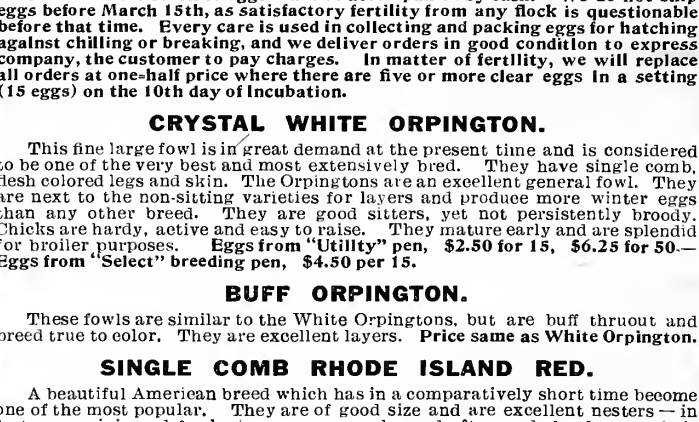 eggs before March 15th, as satisfactory fertility from any flock is questionable
before that time. Every care is used in collecting and packing eggs for hatching
against chilling or breaking, and we deliver orders in good condition to express
company, the customer to pay charges. In matter of fertility, we will replace
all orders at one-half price where there are five or more clear eggs in a setting
(15 eggs) on the 10th day of Incubation.
CRYSTAL WHITE ORPINGTON.
This fine large fowl is in great demand at the present time and is considered
to be one of the very best and most extensively bred. They have single comb,
flesh colored legs and skin. The Orpingtons are an excellent general fowl. They
are next to the non-sitting varieties for layers and produce more winter eggs
than any other breed. They are good sitters, yet not persistently broody.
Chicks are hardy, active and easy to raise. They mature early and are splendid
for broiler purposes. Eggs from "Utility" pen, $2.50 for 15, $6.25 for 50.—
Eggs from "Select" breeding pen, $4.50 per 15.
BUFF ORPINGTON.
These fowls are similar to the White Orpingtons, but are buff thruout and
breed true to color. They are excellent layers. Price same as White Orpington.
SINGLE COMB RHODE ISLAND RED.
A beautiful American breed which has in a comparatively short time become
one of the most popular. They are of good size and are excellent nesters — in